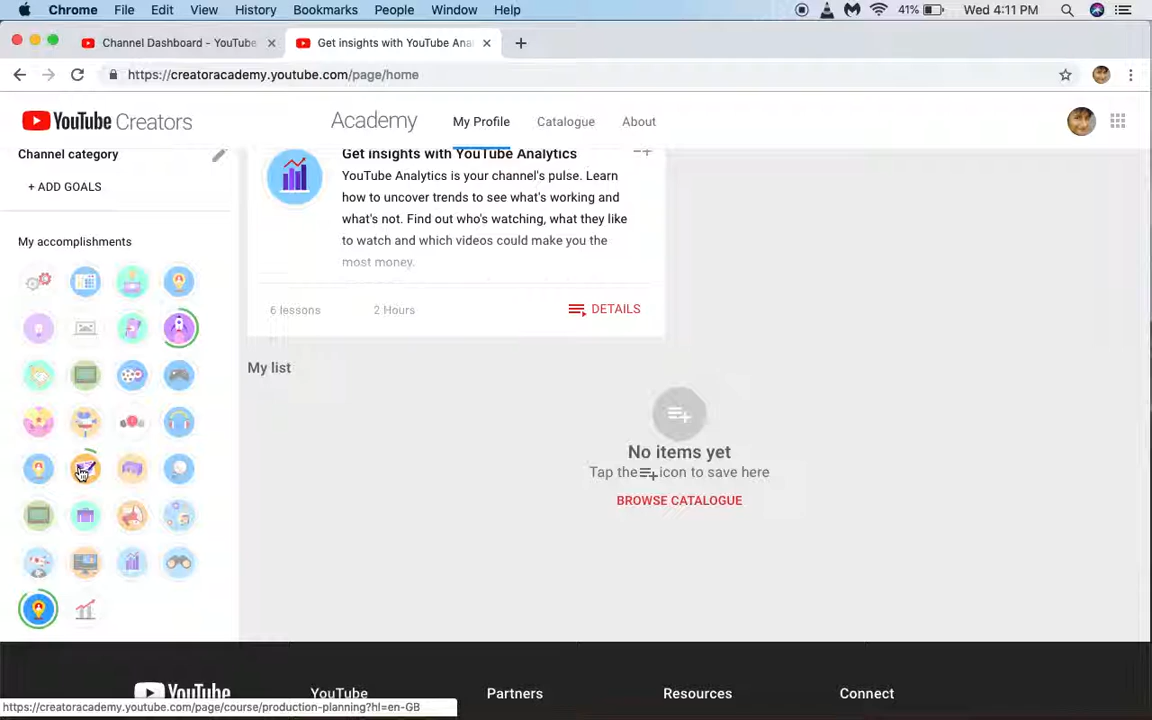 Chrome File Edit View History Bookmarks People Window Help 41% Wed 4:11 PM
Channel Dashboard - YouTube Get insights with YouTube Ana
https://creatoracademy.youtube.com/page/home
YouTube Creators Academy My Profile Catalogue About
Channel category
+ ADD GOALS
My accomplishments
Get insights with YouTube Analytics
YouTube Analytics is your channel's pulse. Learn
how to uncover trends to see what's working and
what's not. Find out who's watching, what they like
to watch and which videos could make you the
most money.
6 lessons 2 Hours DETAILS
My list
No items yet
Tap the icon to save here
BROWSE CATALOGUE
YouTube YouTube Partners Resources Connect
https://creatoracademy.youtube.com/page/course/production-planning?hl=en-GB